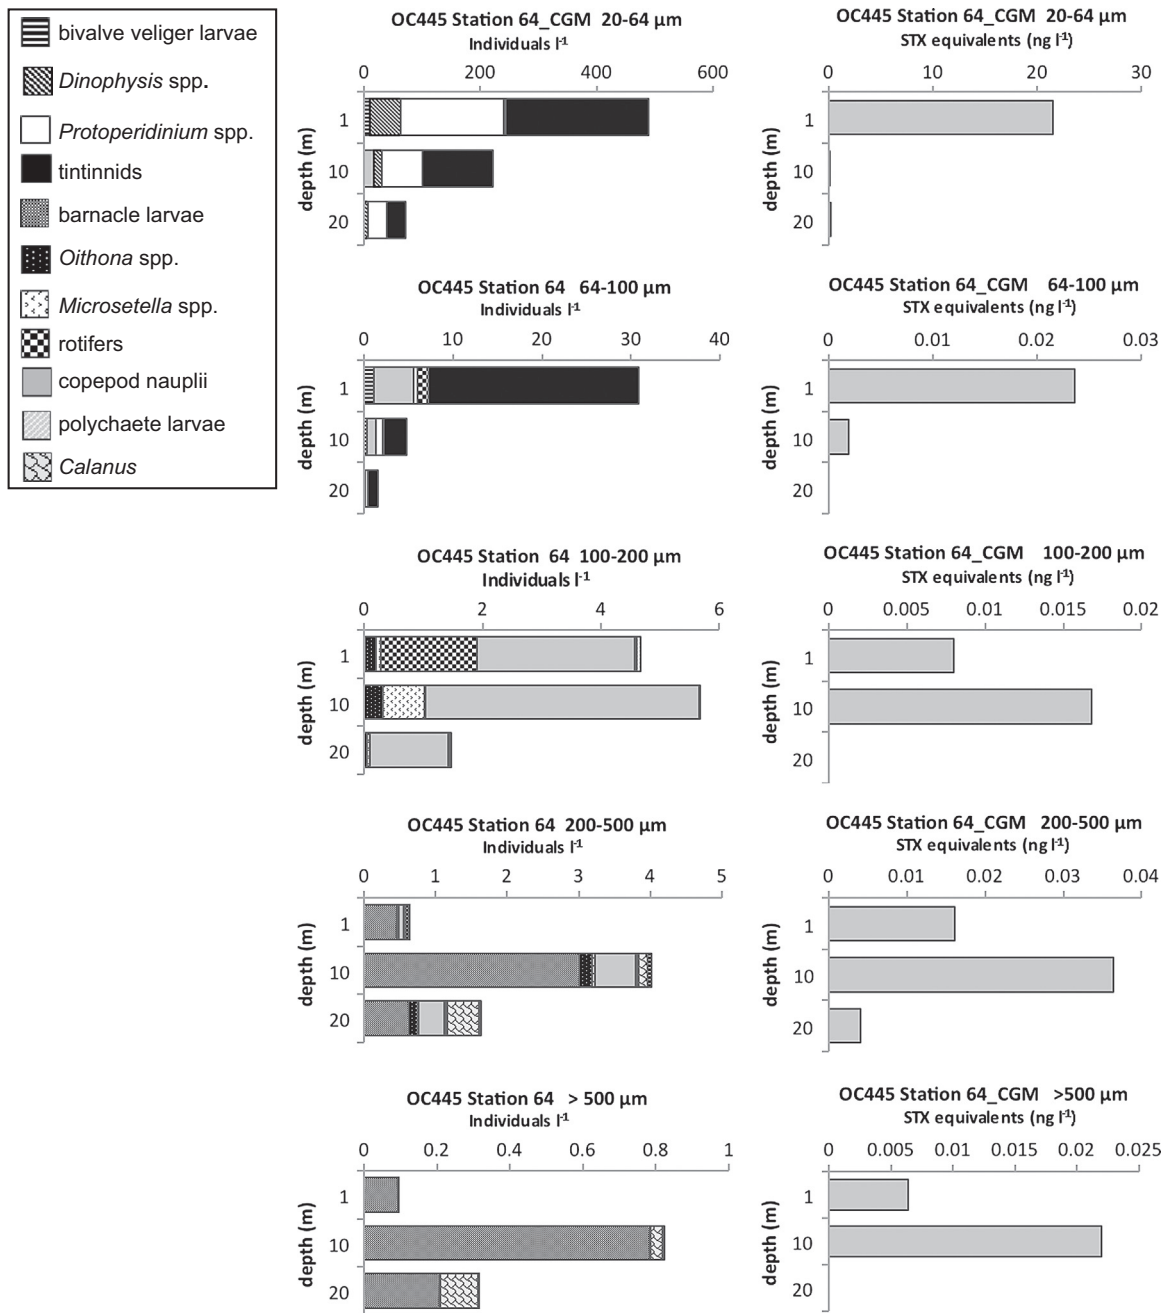 bivalve veliger larvae
Dinophysis spp.
Protoperidinium spp.
tintinnids
barnacle larvae
Oithona spp.
Microsetella spp.
rotifers
copepod nauplii
polychaete larvae
Calanus
OC445 Station 64_CGM 20-64 µm
Individuals l-1
0 200 400 600
depth (m)
1
10
20
OC445 Station 64_CGM 20-64 µm
STX equivalents (ng l-1)
0 10 20 30
depth (m)
1
10
20
OC445 Station 64 64-100 µm
Individuals l-1
0 10 20 30 40
depth (m)
1
10
20
OC445 Station 64_CGM 64-100 µm
STX equivalents (ng l-1)
0 0.01 0.02 0.03
depth (m)
1
10
20
OC445 Station 64 100-200 µm
Individuals l-1
0 2 4 6
depth (m)
1
10
20
OC445 Station 64_CGM 100-200 µm
STX equivalents (ng l-1)
0 0.005 0.01 0.015 0.02
depth (m)
1
10
20
OC445 Station 64 200-500 µm
Individuals l-1
0 1 2 3 4 5
depth (m)
1
10
20
OC445 Station 64_CGM 200-500 µm
STX equivalents (ng l-1)
0 0.01 0.02 0.03 0.04
depth (m)
1
10
20
OC445 Station 64 > 500 µm
Individuals l-1
0 0.2 0.4 0.6 0.8 1
depth (m)
1
10
20
OC445 Station 64_CGM >500 µm
STX equivalents (ng l-1)
0 0.005 0.01 0.015 0.02 0.025
depth (m)
1
10
20